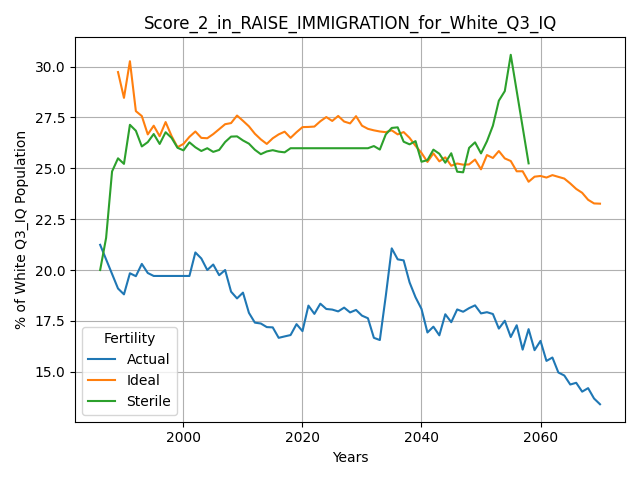 Score_2_in_RAISE_IMMIGRATION_for_White_Q3_IQ
% of White Q3_IQ Population
30.0
27.5
25.0
22.5
20.0
17.5
15.0
Fertility
Actual
Ideal
Sterile
2000
2020
2040
2060
Years